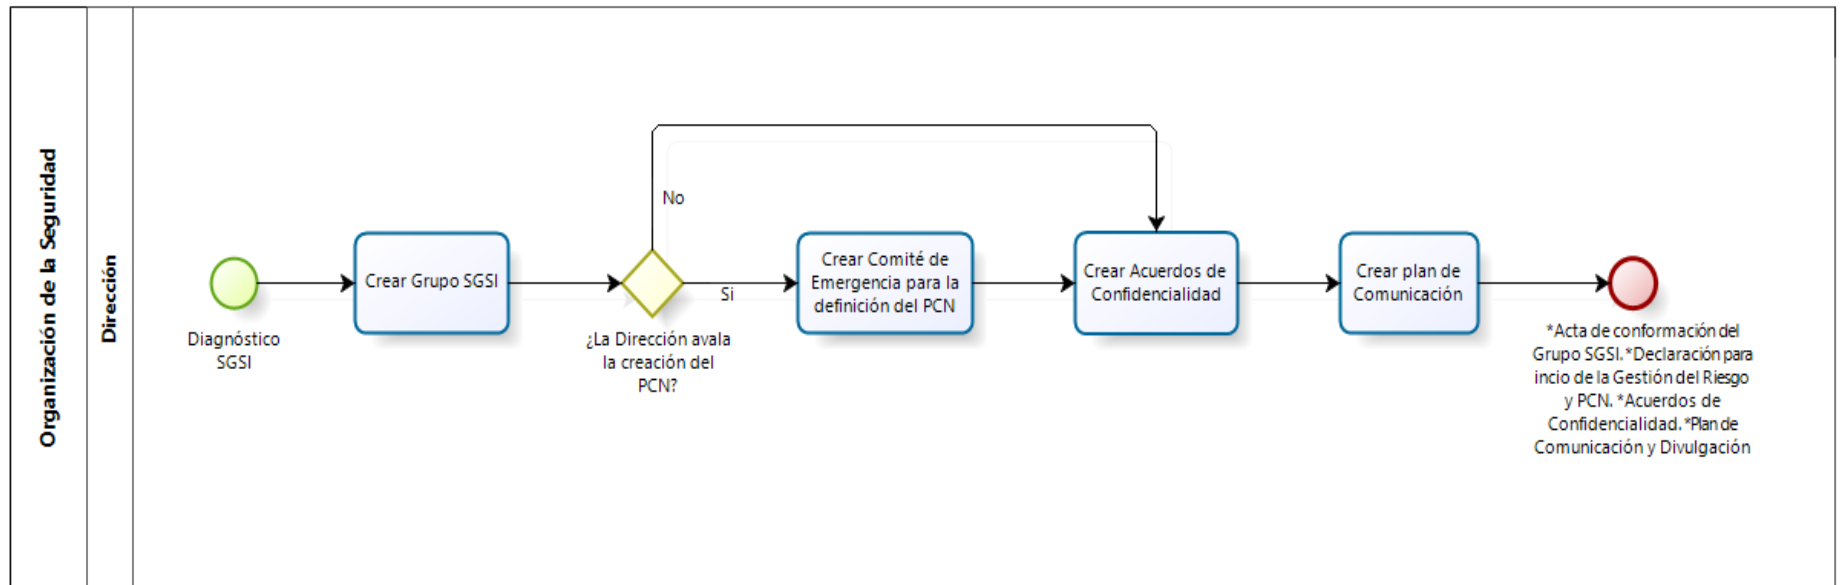 Organización de la Seguridad
Dirección
Diagnóstico
SGSI
Crear Grupo SGSI
¿La Dirección avala
la creación del
PCN?
No
Si
Crear Comité de
Emergencia para la
definición del PCN
Crear Acuerdos de
Confidencialidad
Crear plan de
Comunicación
*Acta de conformación del
Grupo SGSI. *Declaración para
incio de la Gestión del Riesgo
y PCN. *Acuerdos de
Confidencialidad. *Plan de
Comunicación y Divulgación